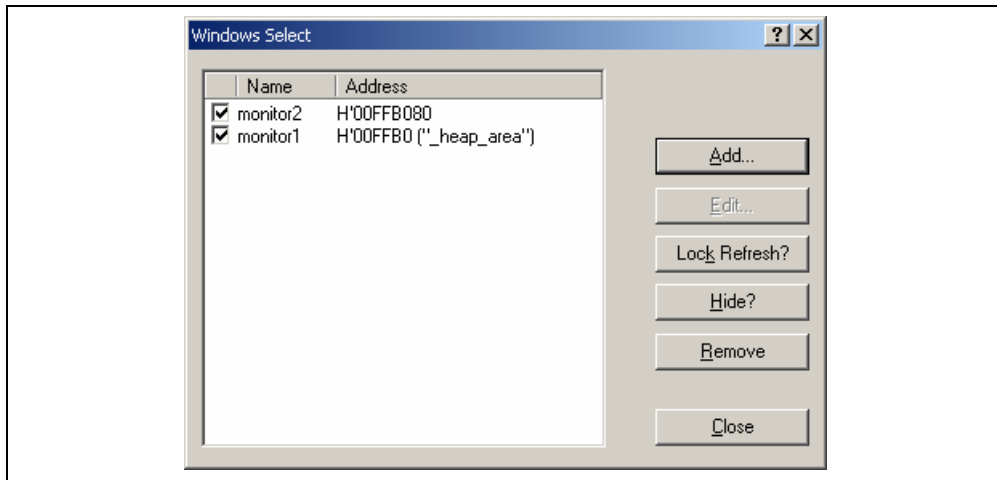 Windows Select
Name Address
monitor2 H'00FFB080
monitor1 H'00FFB0 ("_heap_area")
Add...
Edit...
Lock Refresh?
Hide?
Remove
Close